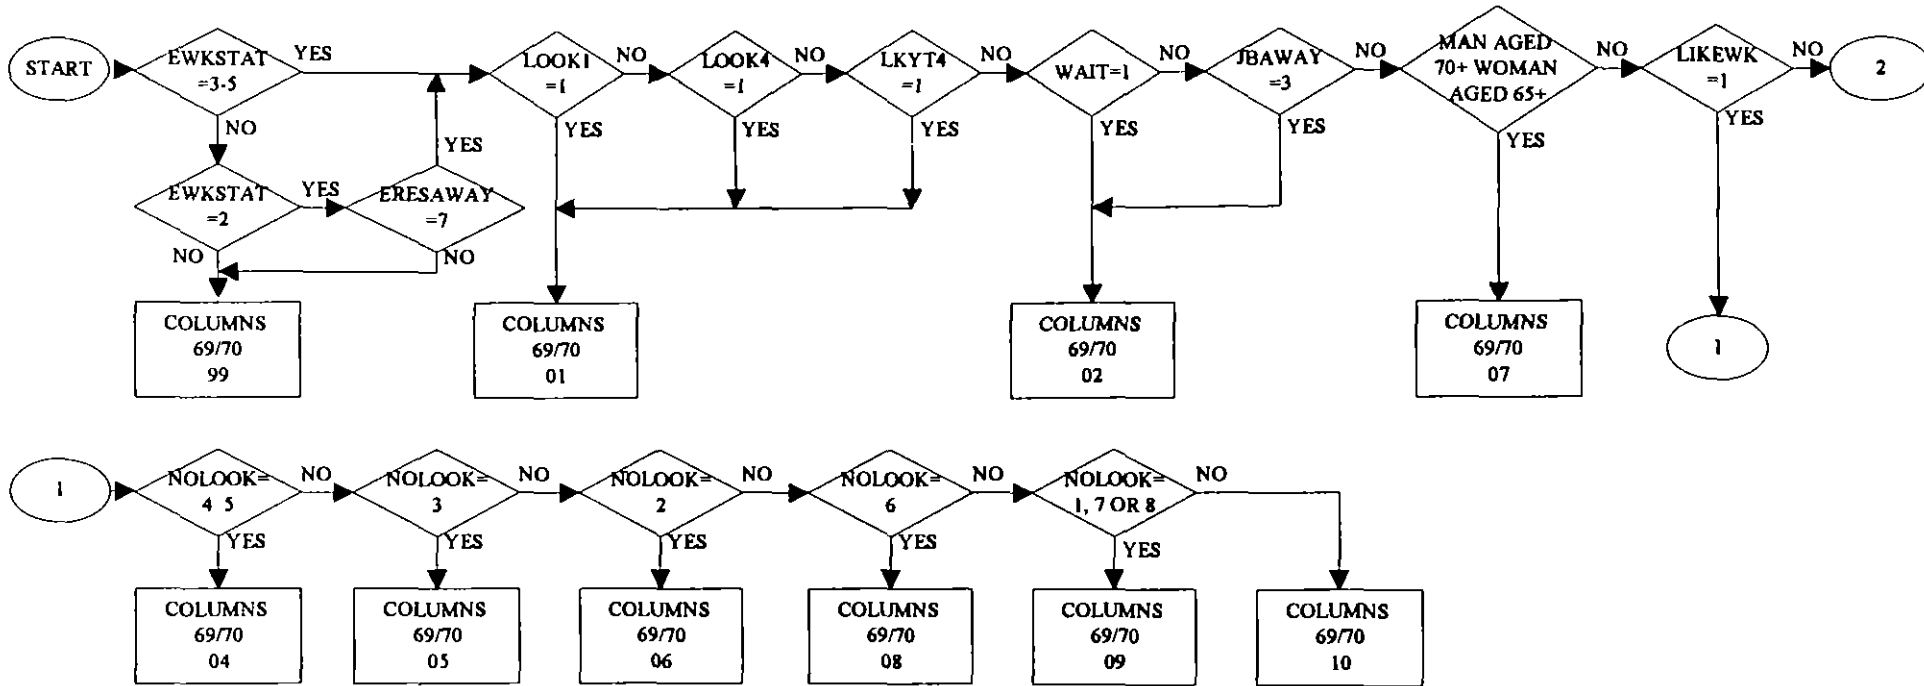 START
EWKSTAT
=3-5
YES
NO
EWKSTAT
=2
YES
NO
ERESAWAY
=7
YES
NO
COLUMNS
69/70
99
LOOK1
=1
NO
YES
COLUMNS
69/70
01
LOOK4
=1
NO
YES
LKYT4
=1
NO
YES
WAIT=1
NO
YES
COLUMNS
69/70
02
JBAWAY
=3
NO
YES
MAN AGED
70+ WOMAN
AGED 65+
NO
YES
COLUMNS
69/70
07
LIKEWK
=1
NO
YES
2
1
1
NOLOOK=
4 5
NO
YES
COLUMNS
69/70
04
NOLOOK=
3
NO
YES
COLUMNS
69/70
05
NOLOOK=
2
NO
YES
COLUMNS
69/70
06
NOLOOK=
6
NO
YES
COLUMNS
69/70
08
NOLOOK=
1, 7 OR 8
NO
YES
COLUMNS
69/70
09
COLUMNS
69/70
10